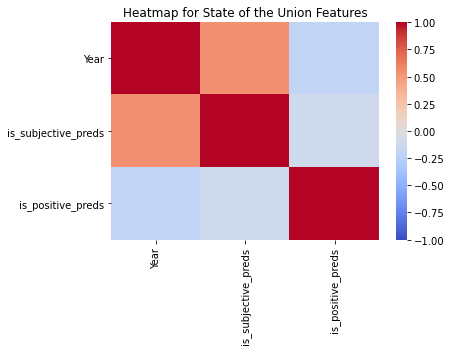 Heatmap for State of the Union Features
Year
is_subjective_preds
is_positive_preds
Year
is_subjective_preds
is_positive_preds
1.00
0.75
0.50
0.25
0.00
−0.25
−0.50
−0.75
−1.00